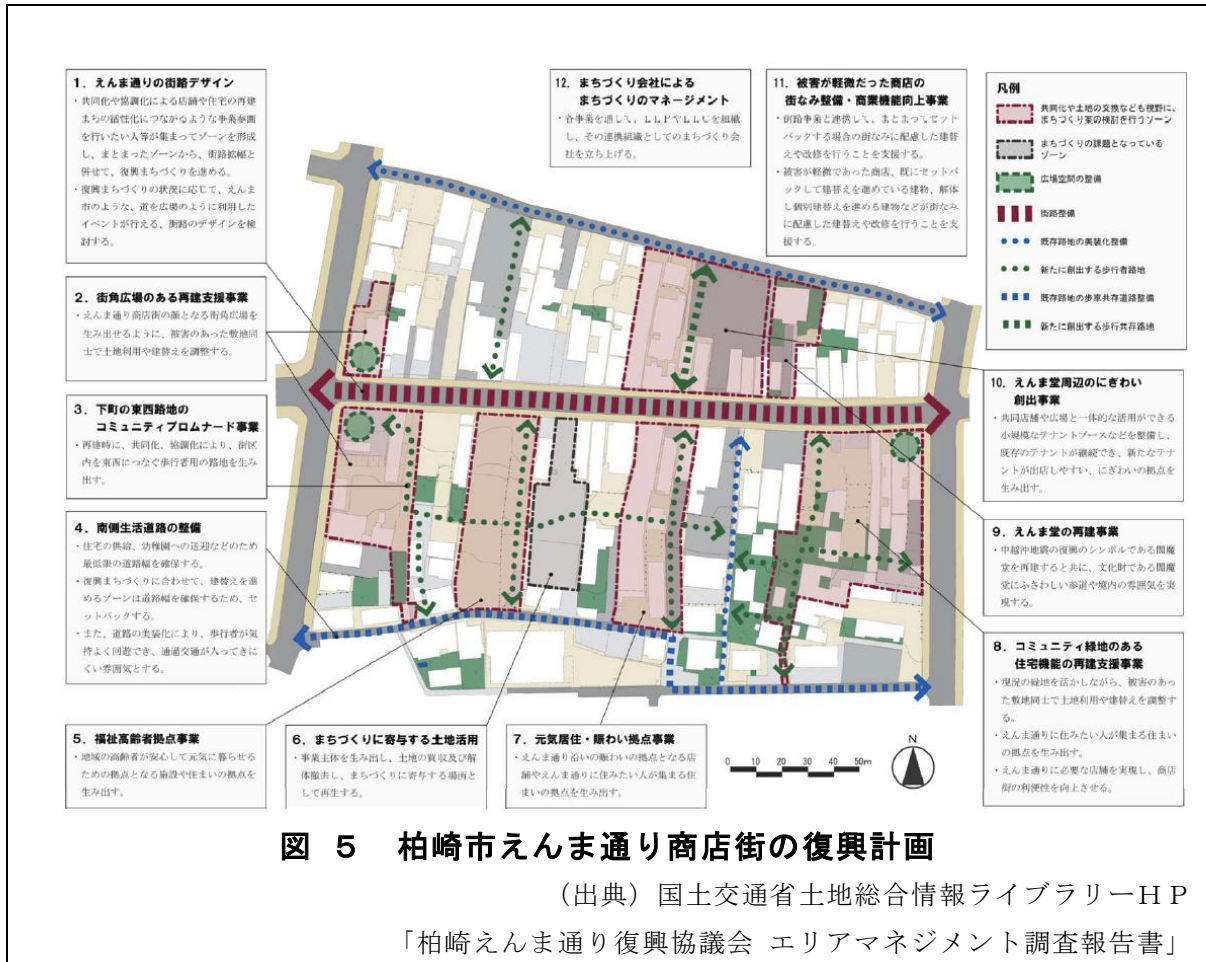 1．えんま通りの街路デザイン
・共同化や協調化による店舗や住宅の再建
まちの活性化につながるような事業参画
を行いたい人等が集まってゾーンを形成
し、まとまったゾーンから、街路拡幅と
併せて、復興まちづくりを進める。
・復興まちづくりの状況に応じて、えんま
市のような、道を広場のように利用した
イベントが行える、街路のデザインを検
討する。
2．街角広場のある再建支援事業
・えんま通り商店街の顔となる街角広場を
生み出せるように、被害のあった敷地同
士で土地利用や建替えを調整する。
3．下町の東西路地の
コミュニティプロムナード事業
・再建時に、共同化、協調化により、街区
内を東西につなぐ歩行者用の路地を生み
出す。
4．南側生活道路の整備
・住宅の供給、幼稚園への送迎などのため
最低限の道路幅を確保する。
・復興まちづくりに合わせて、建替えを進
めるゾーンは道路幅を確保するため、セ
ットバックする。
・また、道路の美装化により、歩行者が気
持よく回遊でき、通過交通が入ってきに
くい雰囲気とする。
5．福祉高齢者拠点事業
・地域の高齢者が安心して元気に暮らせる
ための拠点となる施設や住まいの拠点を
生み出す。
6．まちづくりに寄与する土地活用
・事業主体を生み出し、土地の買収及び解
体撤去し、まちづくりに寄与する場所と
して再生する。
7．元気居住・賑わい拠点事業
・えんま通り沿いの賑わいの拠点となる店
舗やえんま通りに住みたい人が集まる住
まいの拠点を生み出す。
12．まちづくり会社による
まちづくりのマネージメント
・各事業を通して、ＬＬＰやＬＬＣを組織
し、その連携組織としてのまちづくり会
社を立ち上げる。
11．被害が軽微だった商店の
街なみ整備・商業機能向上事業
・街路事業と連携して、まとまってセット
バックする場合の街なみに配慮した建替
えや改修を行うことを支援する。
・被害が軽微であった商店、既にセットバ
ックして建替えを進めている建物、解体
し個別建替えを進める建物などが街なみ
に配慮した建替えや改修を行うことを支
援する。
凡例
共同化や土地の交換なども視野に、
まちづくり案の検討を行うゾーン
まちづくりの課題となっている
ゾーン
広場空間の整備
街路整備
既存路地の美装化整備
新たに創出する歩行者路地
既存路地の歩車共存道路整備
新たに創出する歩行共存路地
10．えんま堂周辺のにぎわい
創出事業
・共同店舗や広場と一体的な活用ができる
小規模なテナントブースなどを整備し、
既存のテナントが継続でき、新たなテナ
ントが出店しやすい、にぎわいの拠点を
生み出す。
9．えんま堂の再建事業
・中越沖地震の復興のシンボルである閻魔
堂を再建すると共に、文化財である閻魔
堂にふさわしい参道や境内の雰囲気を実
現する。
8．コミュニティ緑地のある
住宅機能の再建支援事業
・現況の緑地を活かしながら、被害のあっ
た敷地同士で土地利用や建替えを調整す
る。
・えんま通りに住みたい人が集まる住まい
の拠点を生み出す。
・えんま通りに必要な店舗を実現し、商店
街の利便性を向上させる。
0 10 20 30 40 50m
N
図 ５ 柏崎市えんま通り商店街の復興計画
（出典）国土交通省土地総合情報ライブラリーＨＰ
「柏崎えんま通り復興協議会 エリアマネジメント調査報告書」